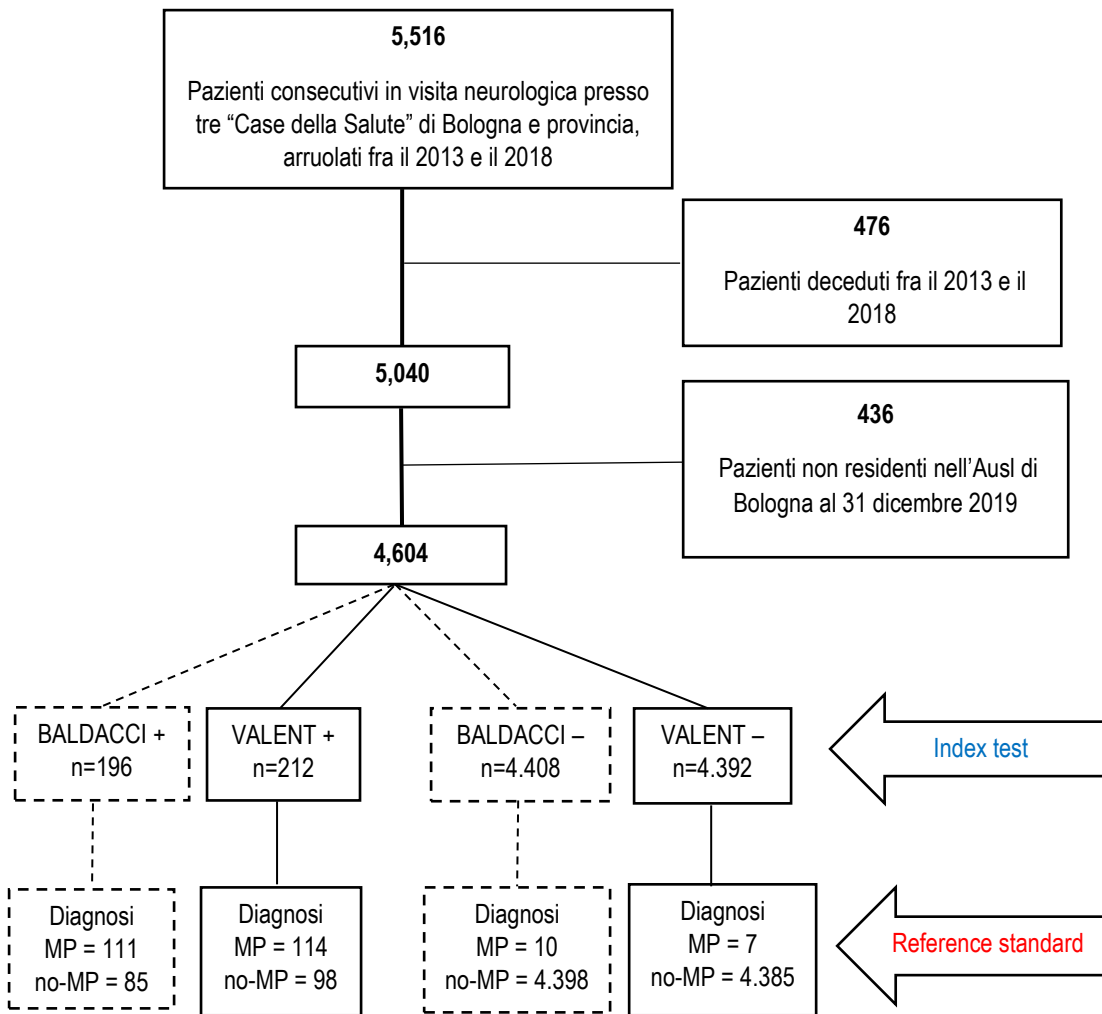 5,516
Pazienti consecutivi in visita neurologica presso
tre “Case della Salute” di Bologna e provincia,
arruolati fra il 2013 e il 2018
476
Pazienti deceduti fra il 2013 e il
2018
5,040
436
Pazienti non residenti nell’Ausl di
Bologna al 31 dicembre 2019
4,604
BALDACCI +
n=196
VALENT +
n=212
BALDACCI –
n=4.408
VALENT –
n=4.392
Index test
Diagnosi
MP = 111
no-MP = 85
Diagnosi
MP = 114
no-MP = 98
Diagnosi
MP = 10
no-MP = 4.398
Diagnosi
MP = 7
no-MP = 4.385
Reference standard